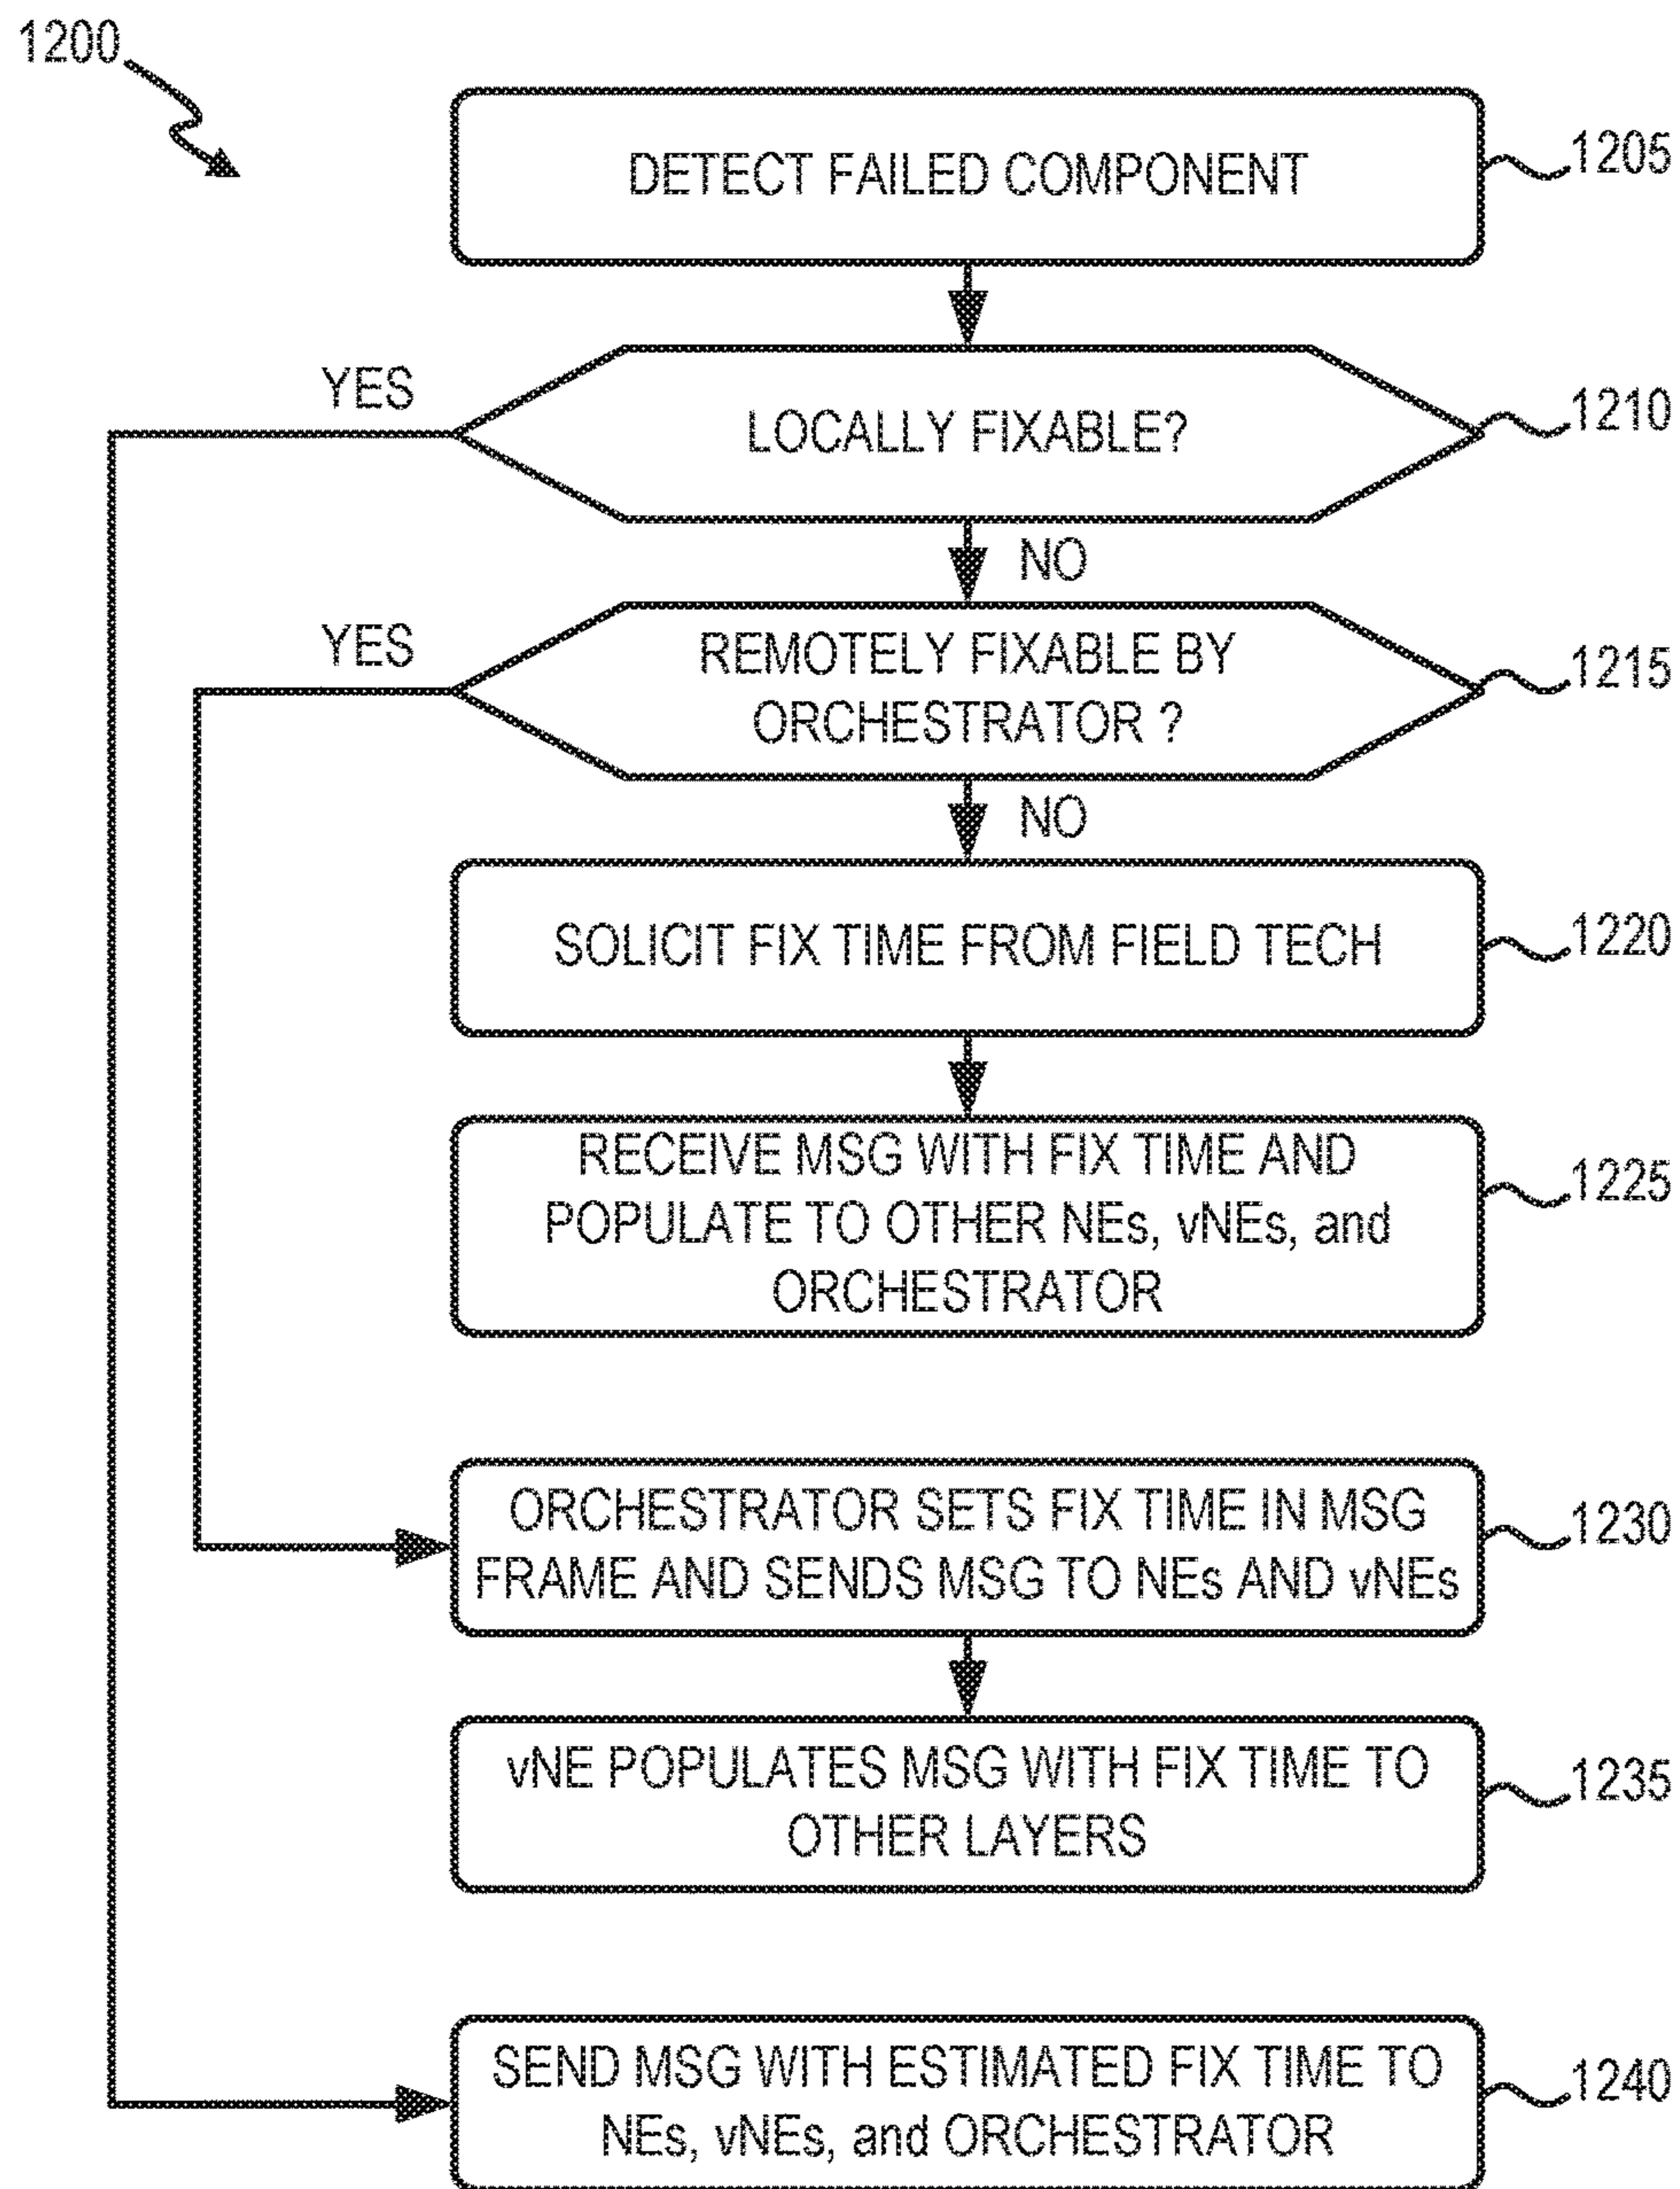 1200
DETECT FAILED COMPONENT
1205
YES
LOCALLY FIXABLE?
1210
NO
YES
REMOTELY FIXABLE BY
ORCHESTRATOR ?
1215
NO
SOLICIT FIX TIME FROM FIELD TECH
1220
RECEIVE MSG WITH FIX TIME AND
POPULATE TO OTHER NEs, vNEs, and
ORCHESTRATOR
1225
ORCHESTRATOR SETS FIX TIME IN MSG
FRAME AND SENDS MSG TO NEs AND vNEs
1230
vNE POPULATES MSG WITH FIX TIME TO
OTHER LAYERS
1235
SEND MSG WITH ESTIMATED FIX TIME TO
NEs, vNEs, and ORCHESTRATOR
1240